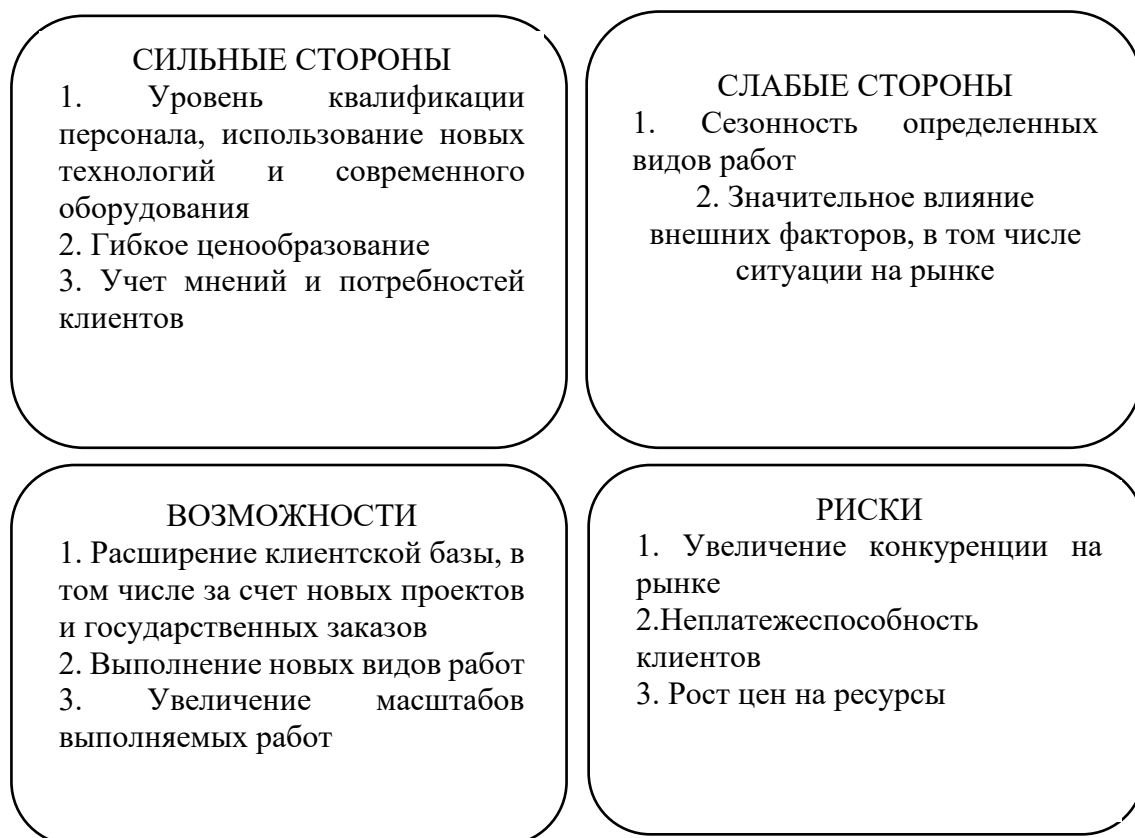 СИЛЬНЫЕ СТОРОНЫ
1. Уровень квалификации
персонала, использование новых
технологий и современного
оборудования
2. Гибкое ценообразование
3. Учет мнений и потребностей
клиентов
СЛАБЫЕ СТОРОНЫ
1. Сезонность определенных
видов работ
2. Значительное влияние
внешних факторов, в том числе
ситуации на рынке
ВОЗМОЖНОСТИ
1. Расширение клиентской базы, в
том числе за счет новых проектов
и государственных заказов
2. Выполнение новых видов работ
3. Увеличение масштабов
выполняемых работ
РИСКИ
1. Увеличение конкуренции на
рынке
2.Неплатежеспособность
клиентов
3. Рост цен на ресурсы